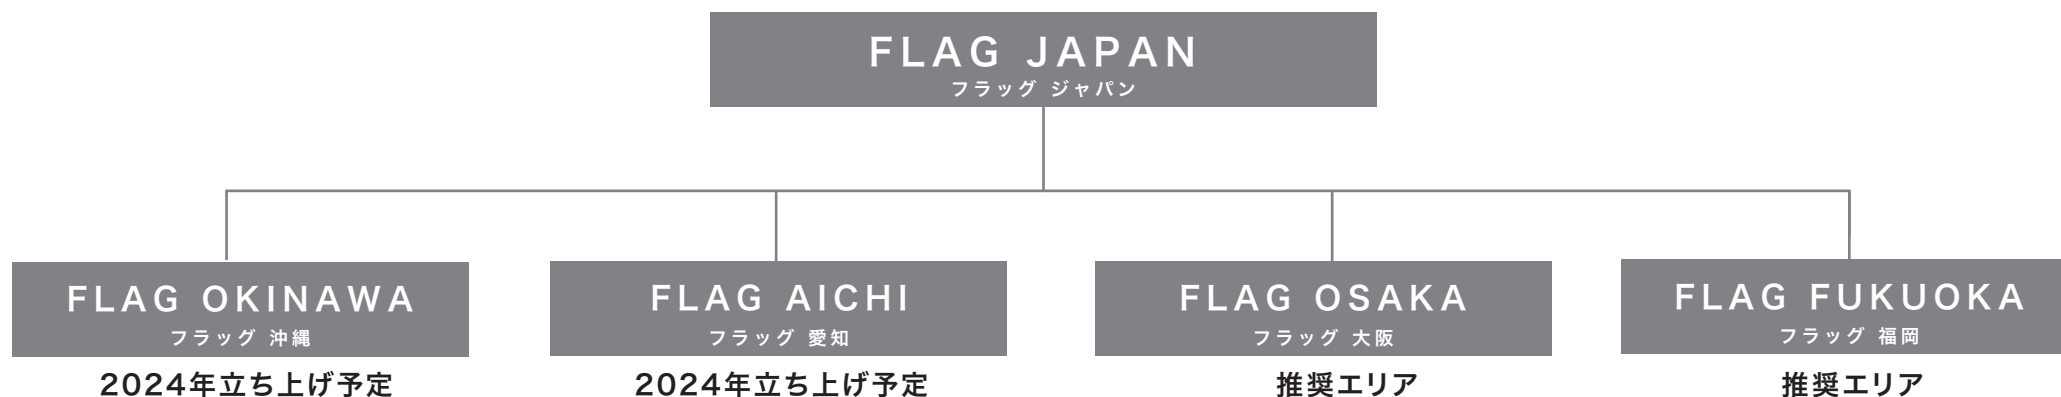 FLAG JAPAN
フラッグ ジャパン
FLAG OKINAWA
フラッグ 沖縄
2024年立ち上げ予定
FLAG AICHI
フラッグ 愛知
2024年立ち上げ予定
FLAG OSAKA
フラッグ 大阪
推奨エリア
FLAG FUKUOKA
フラッグ 福岡
推奨エリア